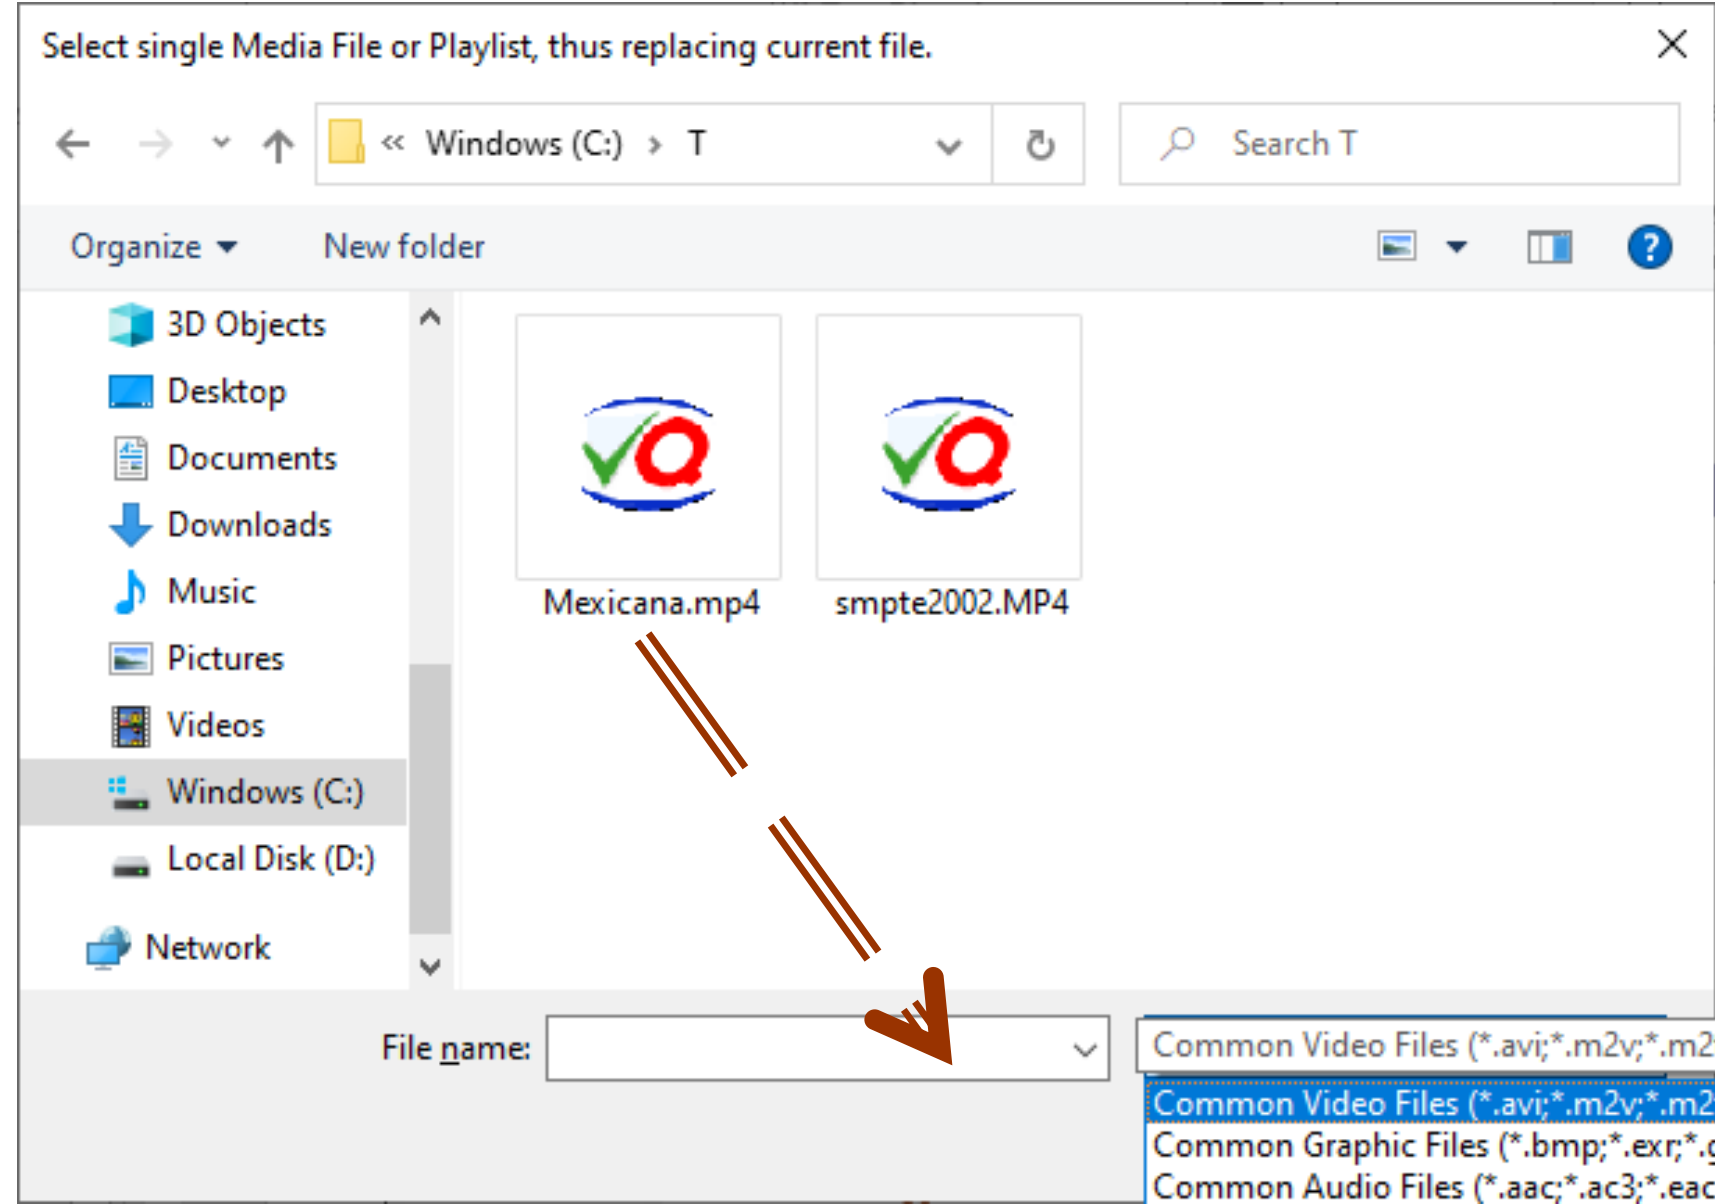 Select single Media File or Playlist, thus replacing current file.
« Windows (C:) › T
Search T
Organize
New folder
?
3D Objects
Desktop
Documents
Downloads
Music
Pictures
Videos
Windows (C:)
Local Disk (D:)
Network
Mexicana.mp4
smpte2002.MP4
File name:
Common Video Files (*.avi;*.m2v;*.m2
Common Video Files (*.avi;*.m2v;*.m2
Common Graphic Files (*.bmp;*.exr;*.g
Common Audio Files (*.aac;*.ac3;*.eac